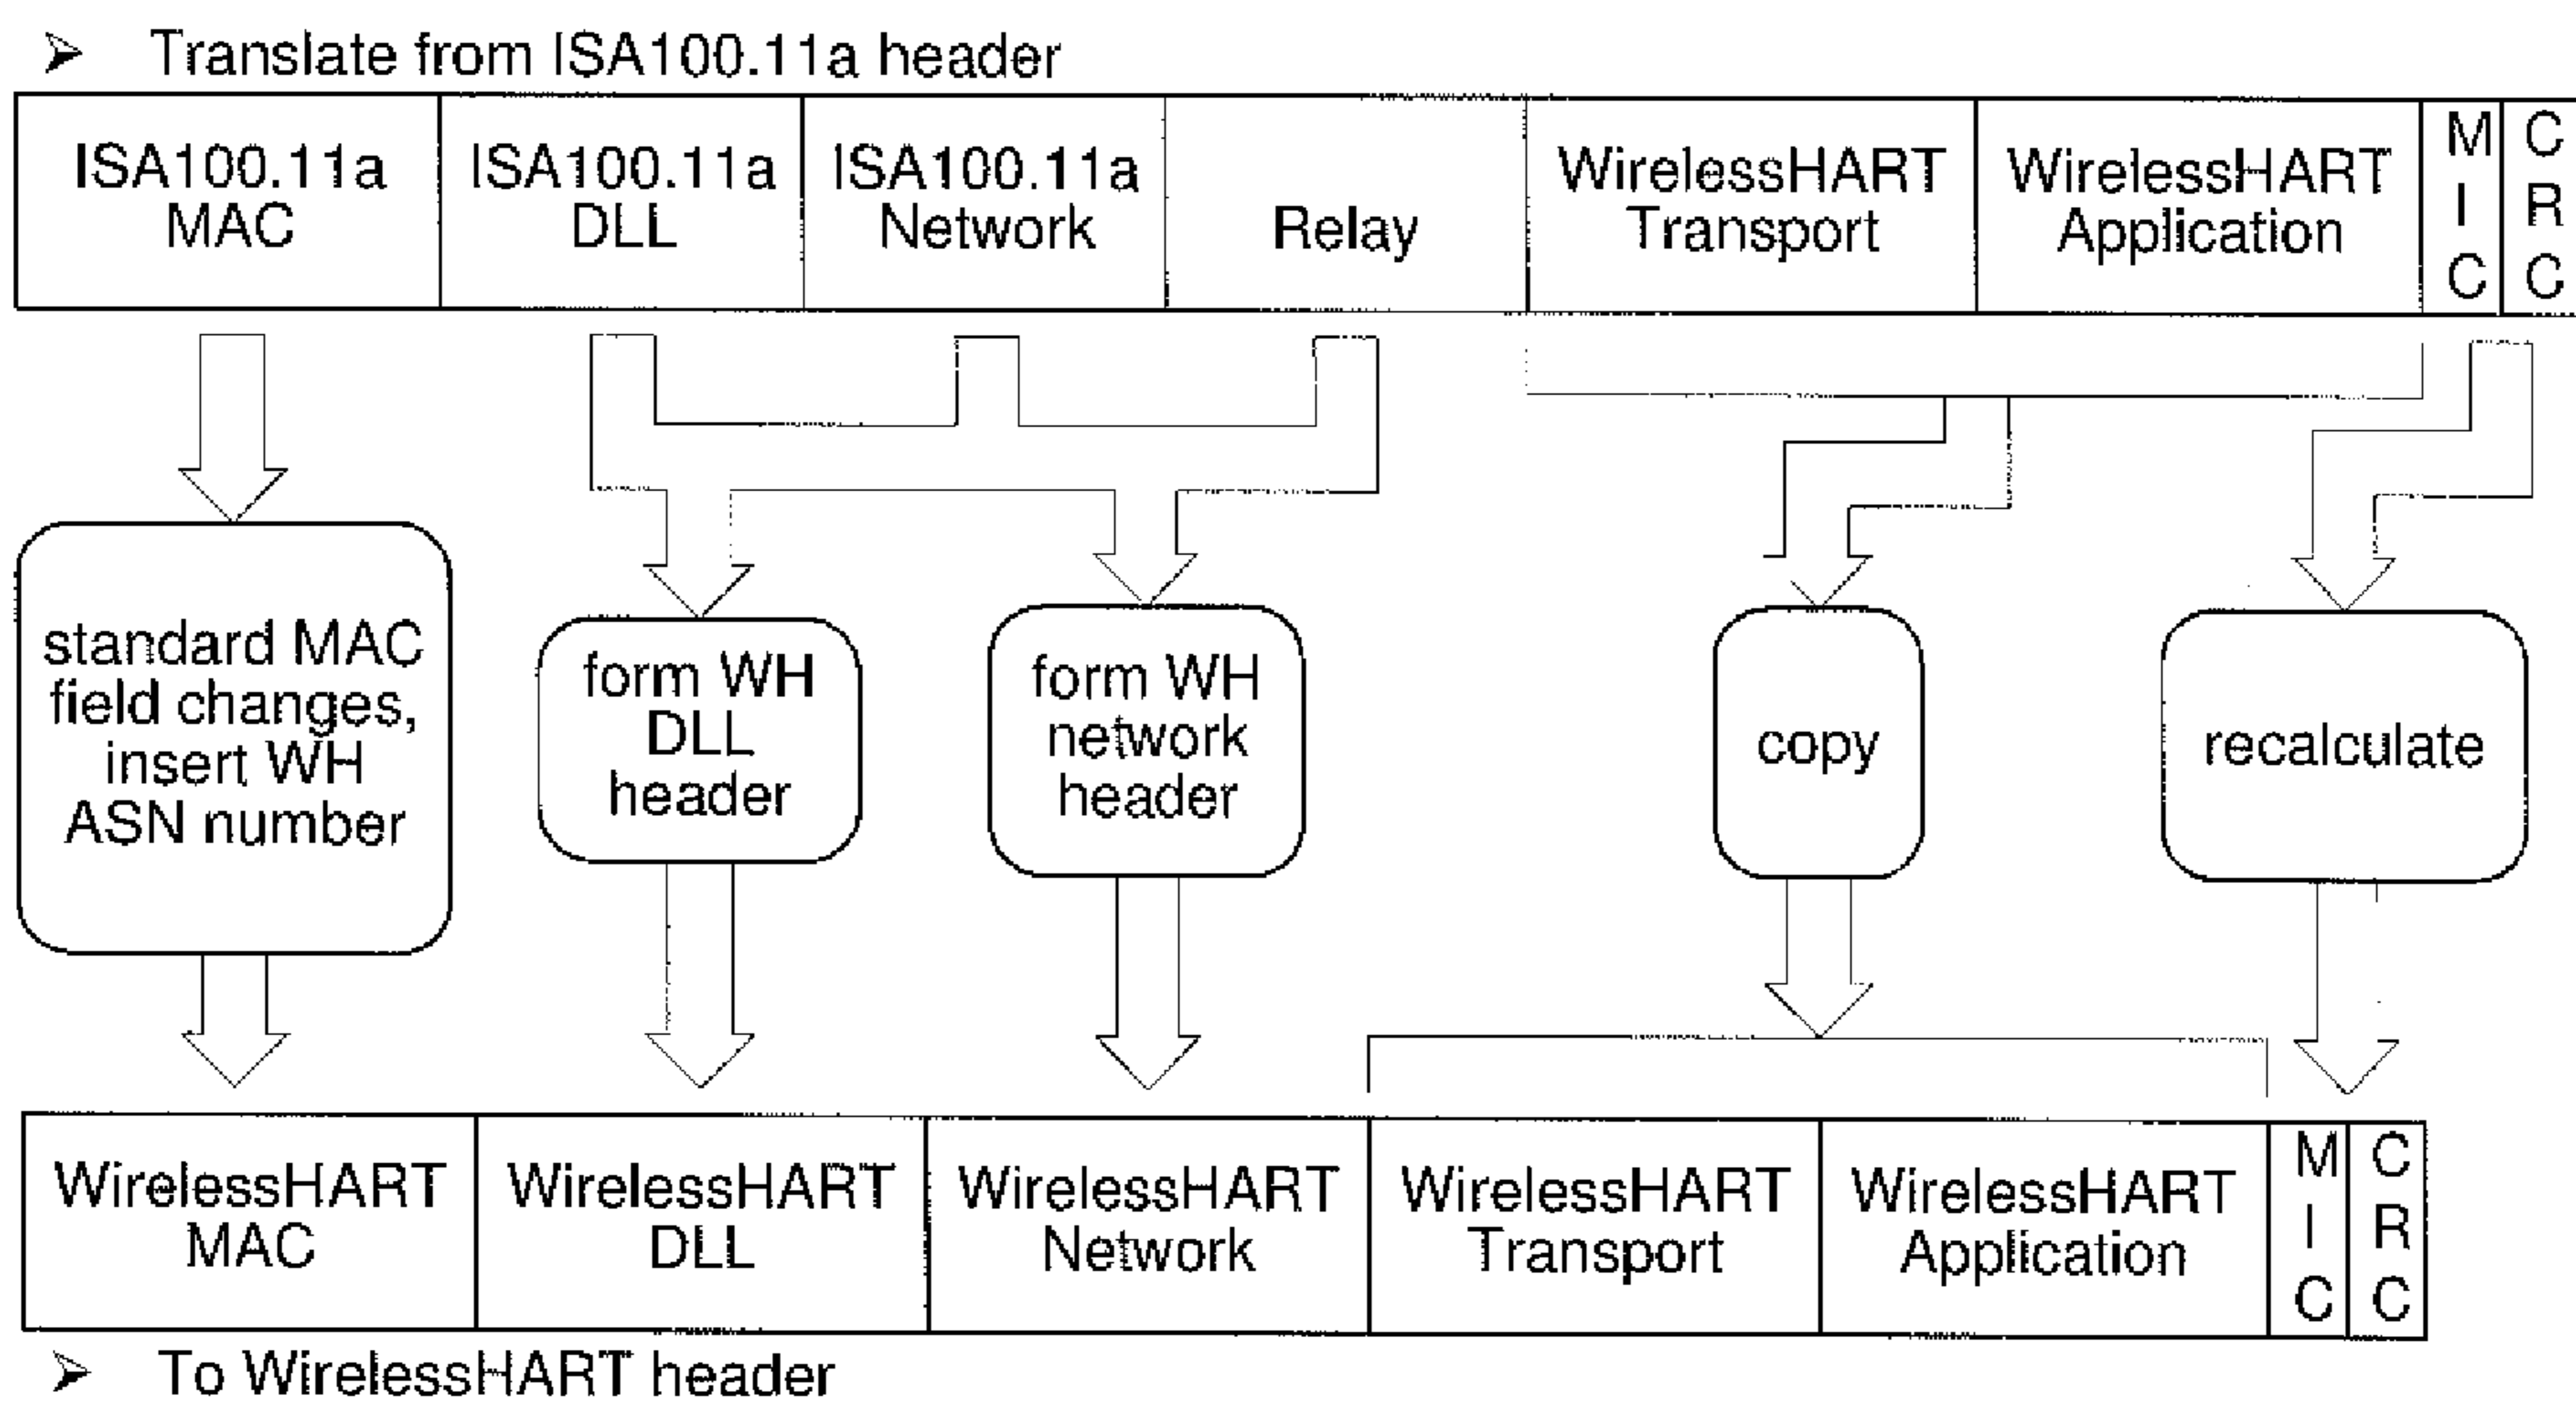 ➢ Translate from ISA100.11a header
ISA100.11a
MAC
ISA100.11a
DLL
ISA100.11a
Network
Relay
WirelessHART
Transport
WirelessHART
Application
M
I
C
C
R
C
standard MAC
field changes,
insert WH
ASN number
form WH
DLL
header
form WH
network
header
copy
recalculate
WirelessHART
MAC
WirelessHART
DLL
WirelessHART
Network
WirelessHART
Transport
WirelessHART
Application
M
I
C
C
R
C
➢ To WirelessHART header